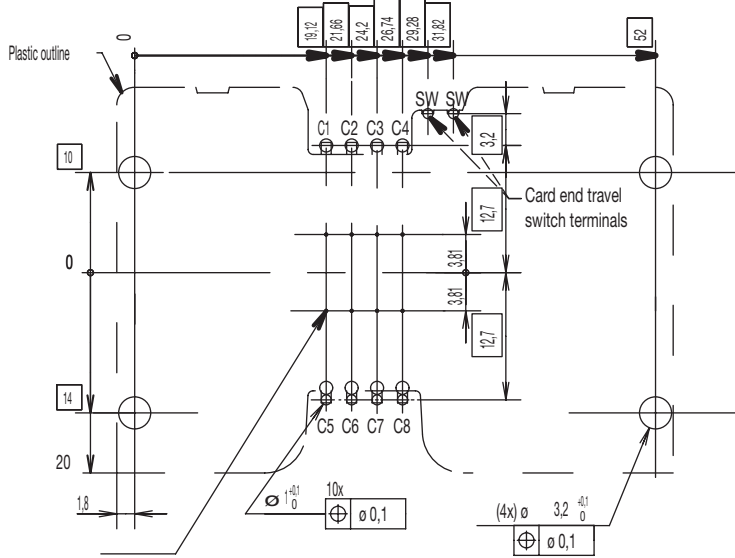 19,12
21,66
24,2
26,74
29,28
31,82
52
0
Plastic outline
SW SW
C1 C2 C3 C4
3,2
10
Card end travel
switch terminals
12,7
0
3,81
3,81
12,7
14
C5 C6 C7 C8
20
1,8
ø 1 +0,1 0
10x
ø 0,1
(4x) ø 3,2 +0,1 0
ø 0,1